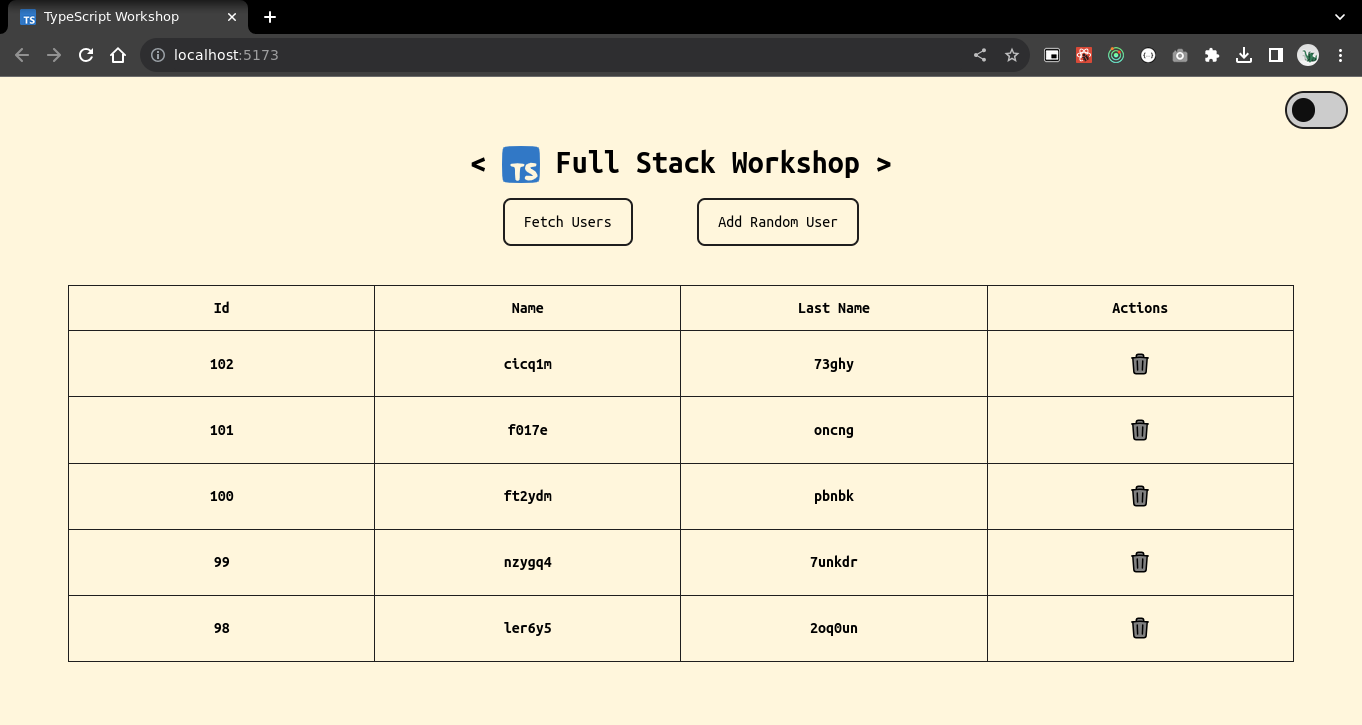 TS TypeScript Workshop
localhost:5173
< TS Full Stack Workshop >
Fetch Users Add Random User
Id Name Last Name Actions
102 cicq1m 73ghy
101 f017e oncng
100 ft2ydm pbnbk
99 nzygq4 7unkdr
98 ler6y5 2oq0un